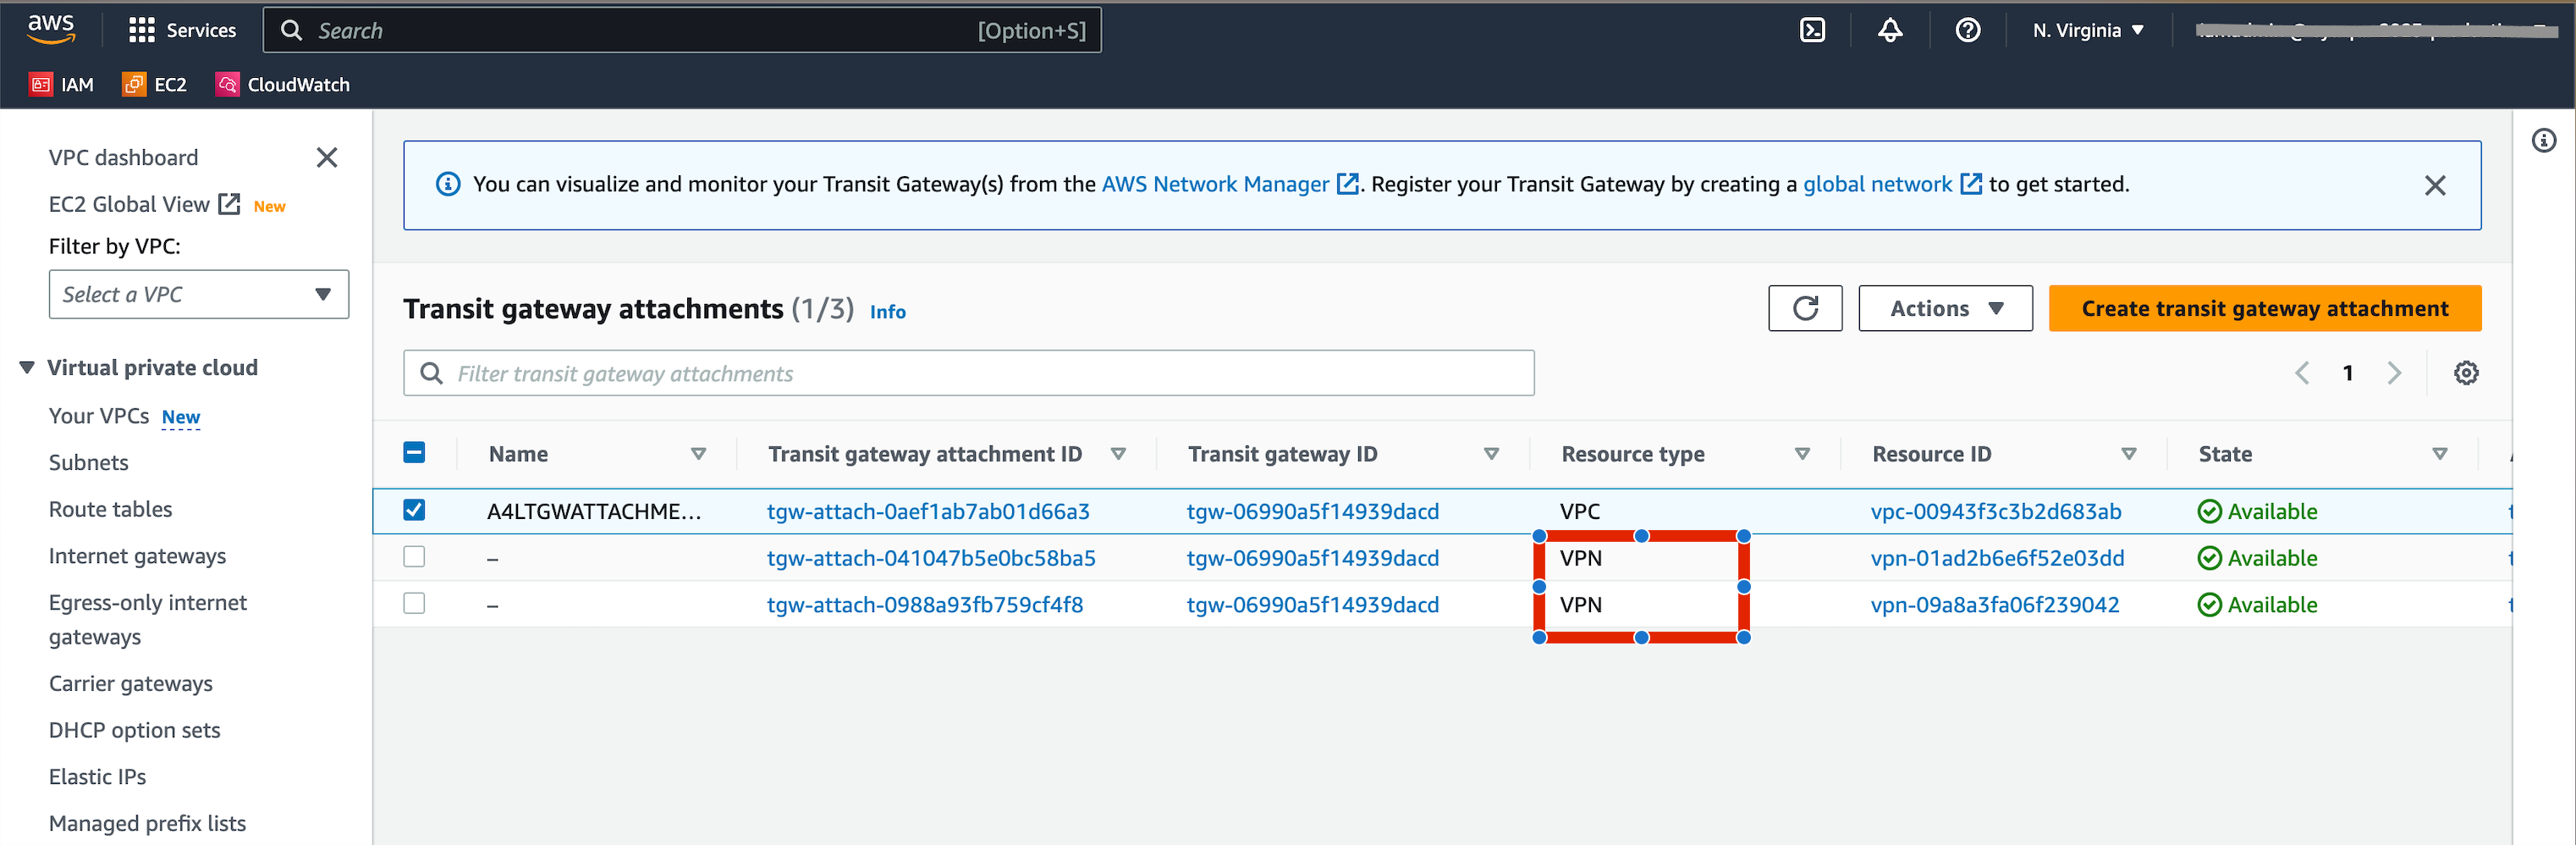 aws
Services
Search
[Option+S]
N. Virginia
IAM
EC2
CloudWatch
VPC dashboard
EC2 Global View New
Filter by VPC:
Select a VPC
Virtual private cloud
Your VPCs New
Subnets
Route tables
Internet gateways
Egress-only internet
gateways
Carrier gateways
DHCP option sets
Elastic IPs
Managed prefix lists
You can visualize and monitor your Transit Gateway(s) from the AWS Network Manager. Register your Transit Gateway by creating a global network to get started.
Transit gateway attachments (1/3) Info
Actions
Create transit gateway attachment
Filter transit gateway attachments
1
Name Transit gateway attachment ID Transit gateway ID Resource type Resource ID State
A4LTGWATTACHME... tgw-attach-0aef1ab7ab01d66a3 tgw-06990a5f14939dacd VPC vpc-00943f3c3b2d683ab Available
– tgw-attach-041047b5e0bc58ba5 tgw-06990a5f14939dacd VPN vpn-01ad2b6e6f52e03dd Available
– tgw-attach-0988a93fb759cf4f8 tgw-06990a5f14939dacd VPN vpn-09a8a3fa06f239042 Available